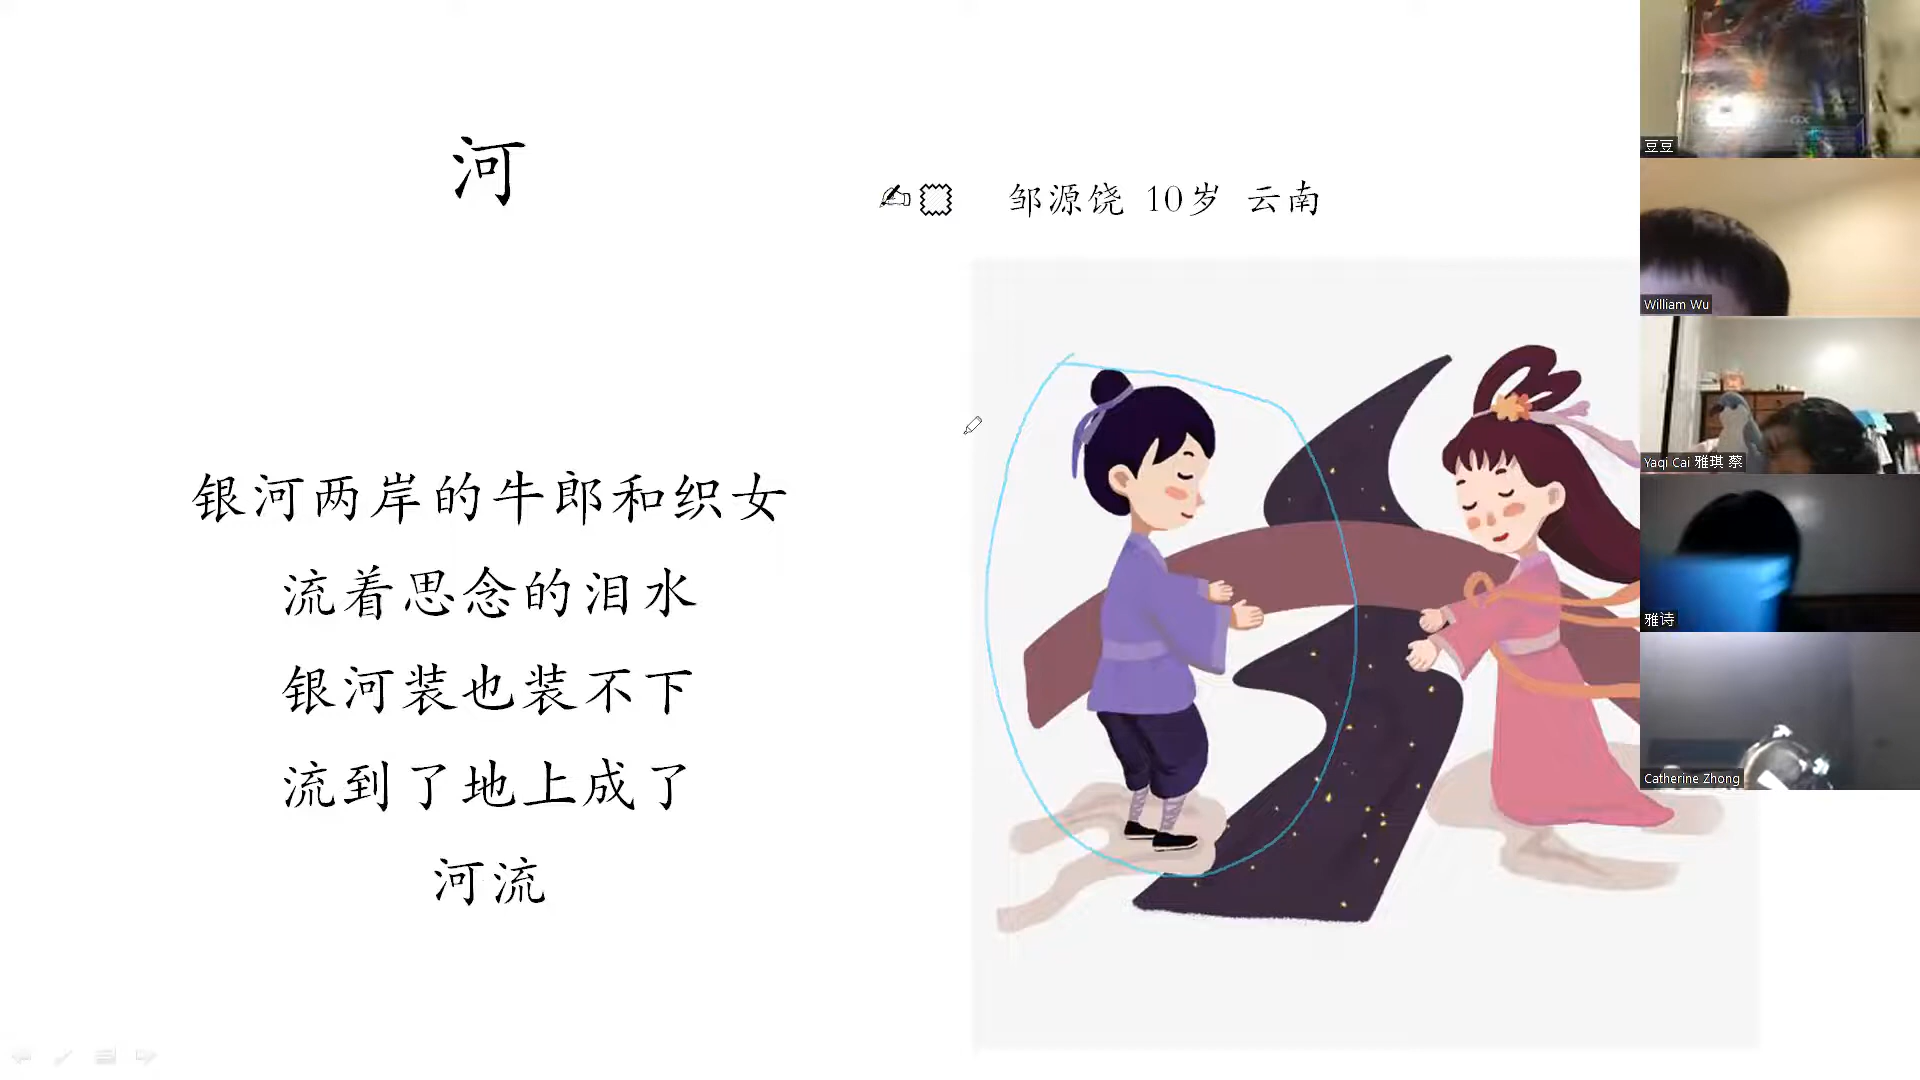 河
邹源饶 10岁 云南
银河两岸的牛郎和织女
流着思念的泪水
银河装也装不下
流到了地上成了
河流
豆豆
William Wu
Yaqi Cai 雅琪 蔡
雅诗
Catherine Zhong